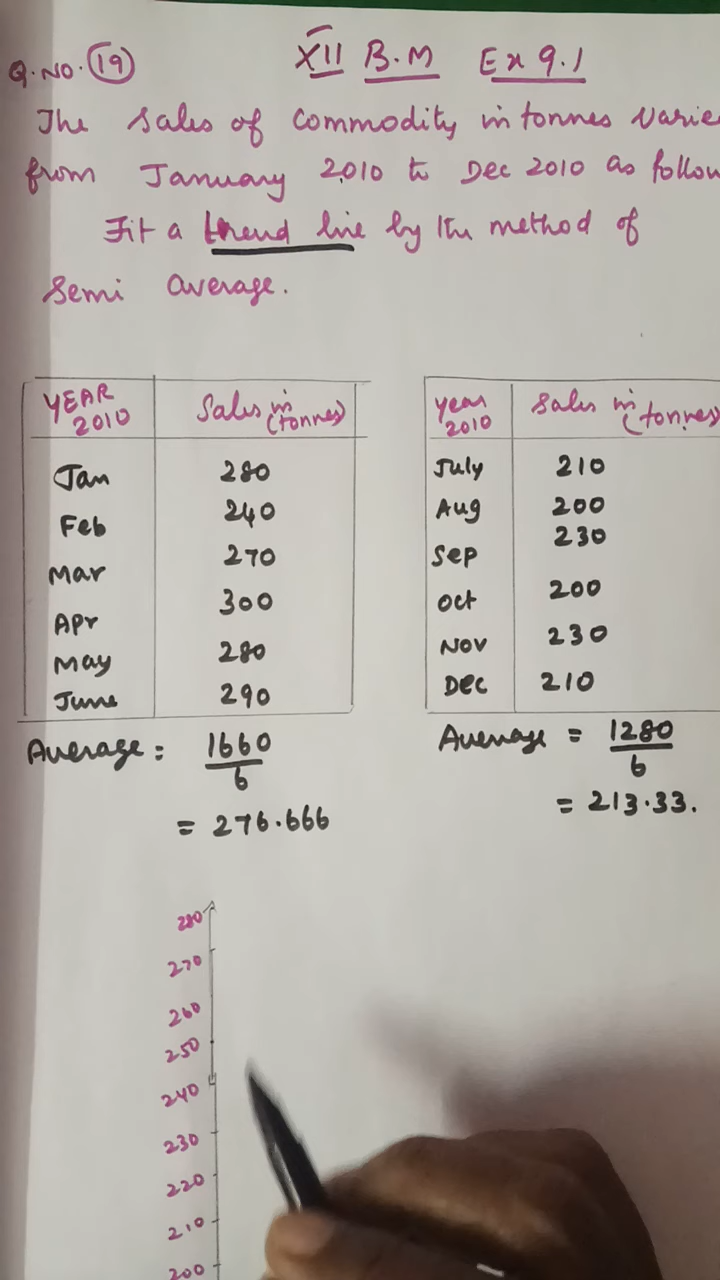 Q.No. 19 XII B.M Ex 9.1
The sales of commodity in tonnes varie
from January 2010 to Dec 2010 as follow
Fit a trend line by the method of
Semi average.
YEAR 2010 Sales in (tonnes)
Jan 280
Feb 240
Mar 270
Apr 300
May 280
June 290
Average = 1660/6
= 276.666
year 2010 Sales in (tonnes)
July 210
Aug 200
Sep 230
Oct 200
Nov 230
Dec 210
Average = 1280/6
= 213.33.
280
270
260
250
240
230
220
210
200